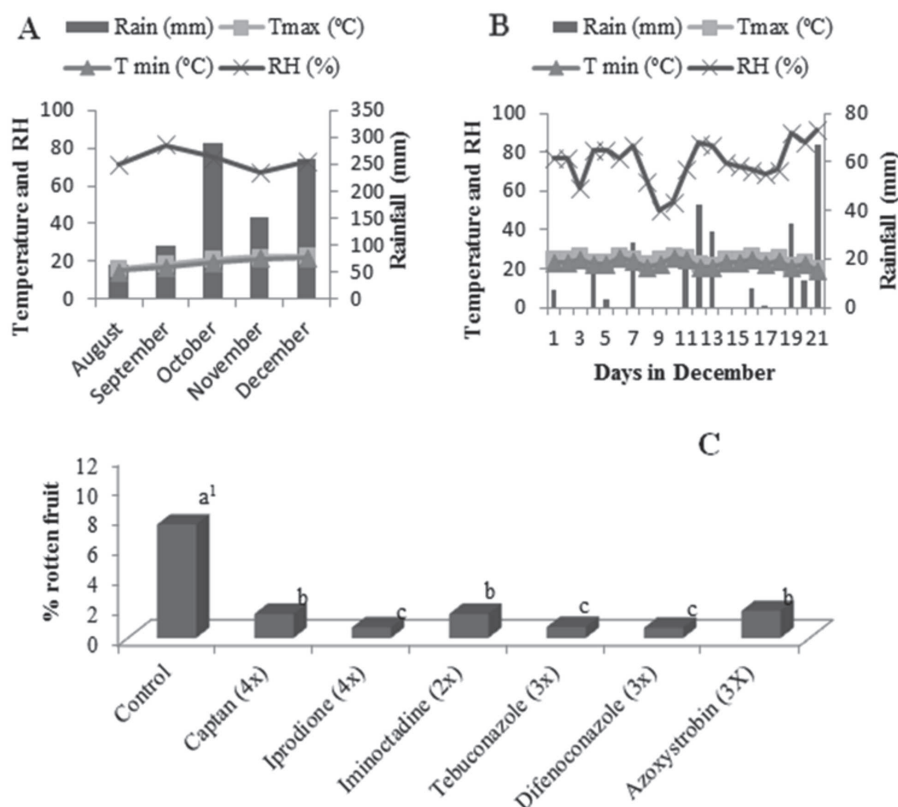 A
Rain (mm) Tmax (ºC)
T min (ºC) RH (%)
Temperature and RH
100
80
60
40
20
0
350
300
250
200
150
100
50
0
Rainfall (mm)
August
September
October
November
December
B
Rain (mm) Tmax (ºC)
T min (ºC) RH (%)
Temperature and RH
100
80
60
40
20
0
80
60
40
20
0
Rainfall (mm)
1 3 5 7 9 11 13 15 17 19 21
Days in December
C
% rotten fruit
12
10
8
6
4
2
0
a¹
b
c
b
c
c
b
Control
Captan (4x)
Iprodione (4x)
Iminoctadine (2x)
Tebuconazole (3x)
Difenoconazole (3x)
Azoxystrobin (3X)